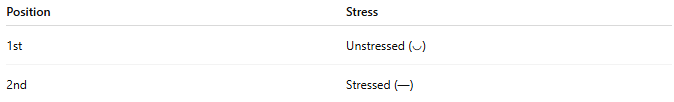 Position Stress
1st Unstressed (◡)
2nd Stressed (—)